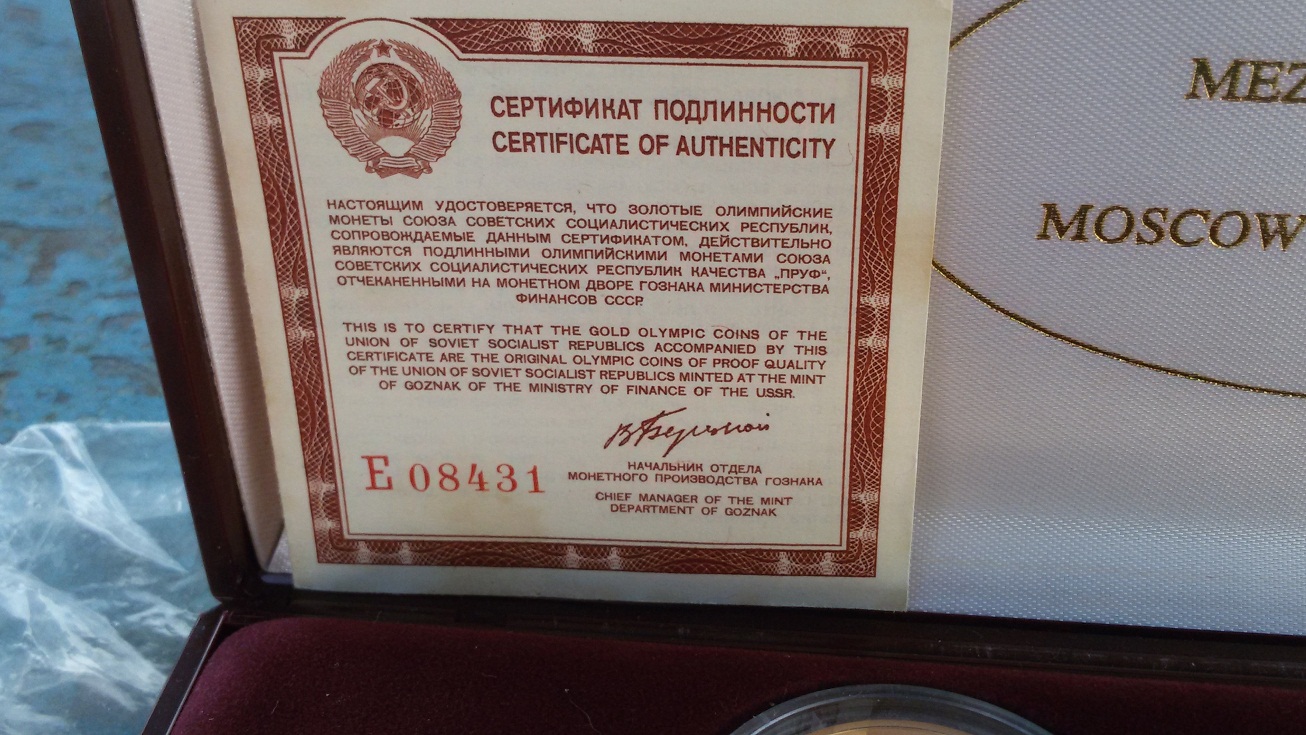 СЕРТИФИКАТ ПОДЛИННОСТИ
CERTIFICATE OF AUTHENTICITY
НАСТОЯЩИМ УДОСТОВЕРЯЕТСЯ, ЧТО ЗОЛОТЫЕ ОЛИМПИЙСКИЕ
МОНЕТЫ СОЮЗА СОВЕТСКИХ СОЦИАЛИСТИЧЕСКИХ РЕСПУБЛИК,
СОПРОВОЖДАЕМЫЕ ДАННЫМ СЕРТИФИКАТОМ, ДЕЙСТВИТЕЛЬНО
ЯВЛЯЮТСЯ ПОДЛИННЫМИ ОЛИМПИЙСКИМИ МОНЕТАМИ СОЮЗА
СОВЕТСКИХ СОЦИАЛИСТИЧЕСКИХ РЕСПУБЛИК КАЧЕСТВА „ПРУФ“,
ОТЧЕКАНЕННЫМИ НА МОНЕТНОМ ДВОРЕ ГОЗНАКА МИНИСТЕРСТВА
ФИНАНСОВ СССР.
THIS IS TO CERTIFY THAT THE GOLD OLYMPIC COINS OF THE
UNION OF SOVIET SOCIALIST REPUBLICS ACCOMPANIED BY THIS
CERTIFICATE ARE THE ORIGINAL OLYMPIC COINS OF PROOF QUALITY
OF THE UNION OF SOVIET SOCIALIST REPUBLICS MINTED AT THE MINT
OF GOZNAK OF THE MINISTRY OF FINANCE OF THE U.S.S.R.
E 08431
НАЧАЛЬНИК ОТДЕЛА
МОНЕТНОГО ПРОИЗВОДСТВА ГОЗНАКА
CHIEF MANAGER OF THE MINT
DEPARTMENT OF GOZNAK
MEZ
MOSCOW